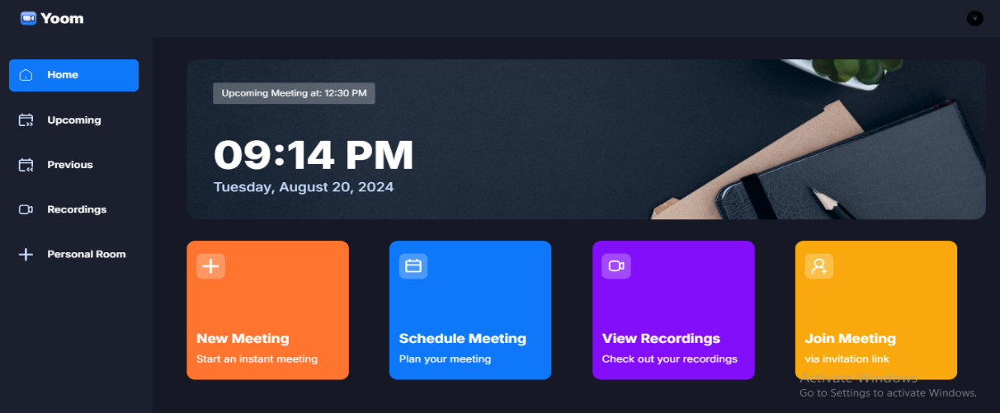 Yoom
Home
Upcoming
Previous
Recordings
Personal Room
Upcoming Meeting at: 12:30 PM
09:14 PM
Tuesday, August 20, 2024
New Meeting
Start an instant meeting
Schedule Meeting
Plan your meeting
View Recordings
Check out your recordings
Join Meeting
via invitation link
Activate Windows
Go to Settings to activate Windows.